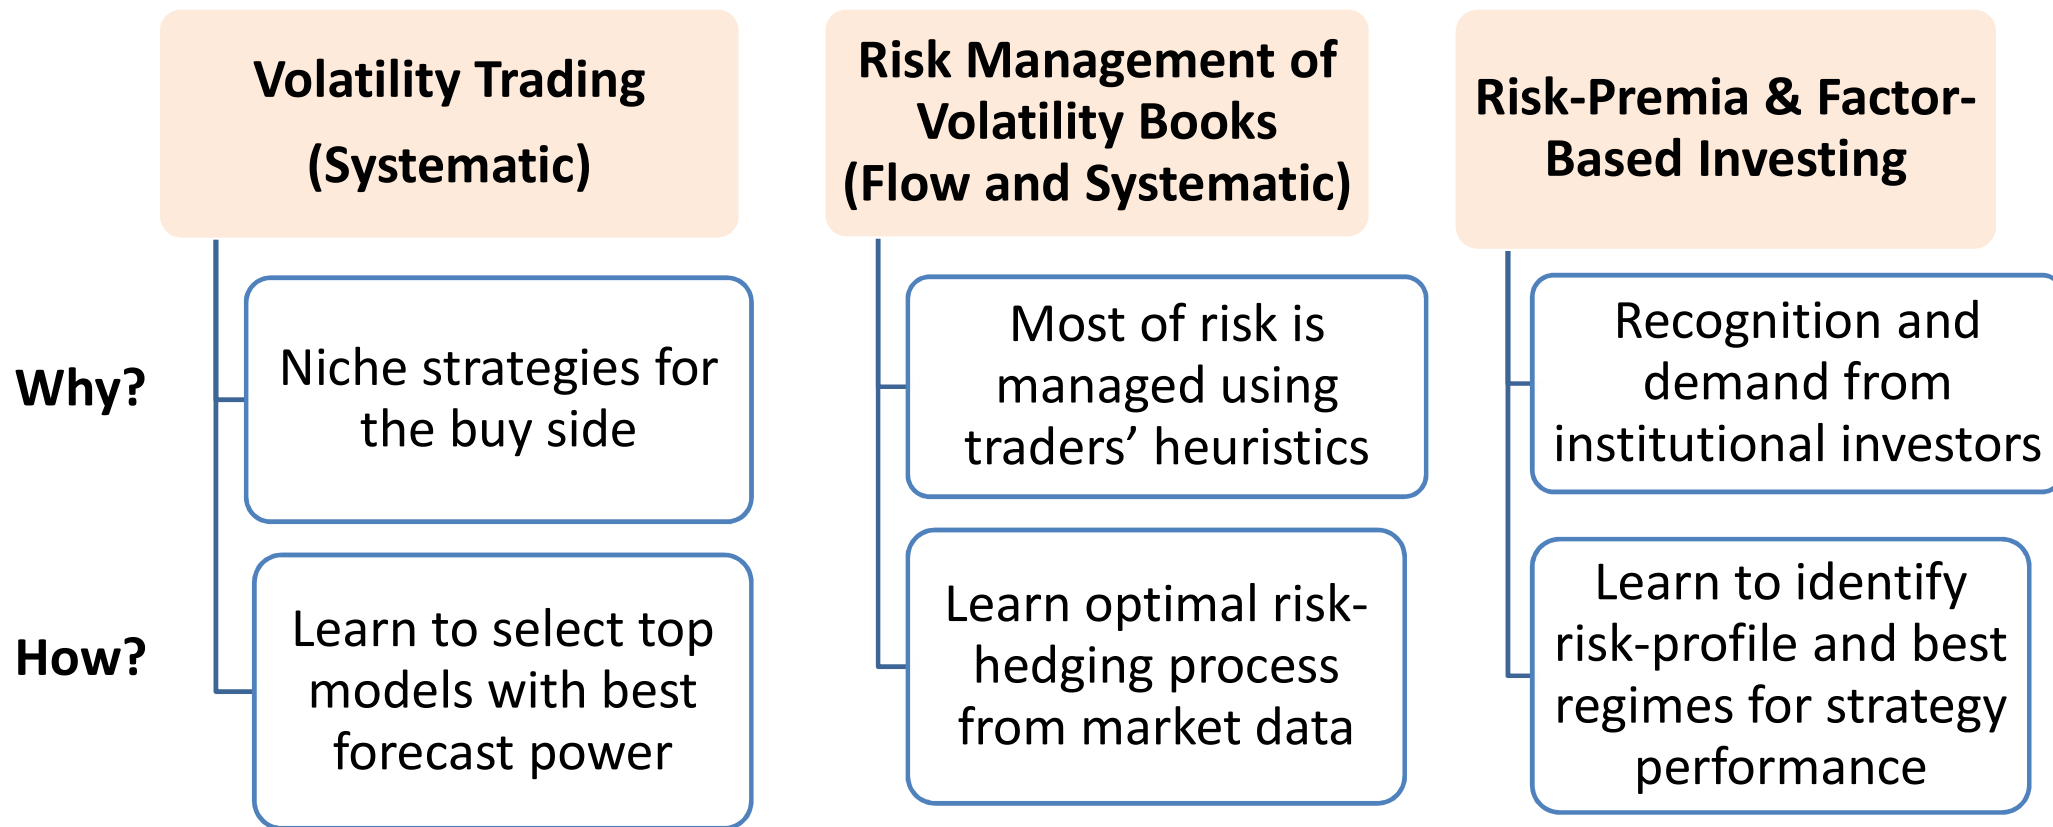 Volatility Trading
(Systematic)
Risk Management of
Volatility Books
(Flow and Systematic)
Risk-Premia & Factor-
Based Investing
Why?
Niche strategies for
the buy side
Most of risk is
managed using
traders’ heuristics
Recognition and
demand from
institutional investors
How?
Learn to select top
models with best
forecast power
Learn optimal risk-
hedging process
from market data
Learn to identify
risk-profile and best
regimes for strategy
performance